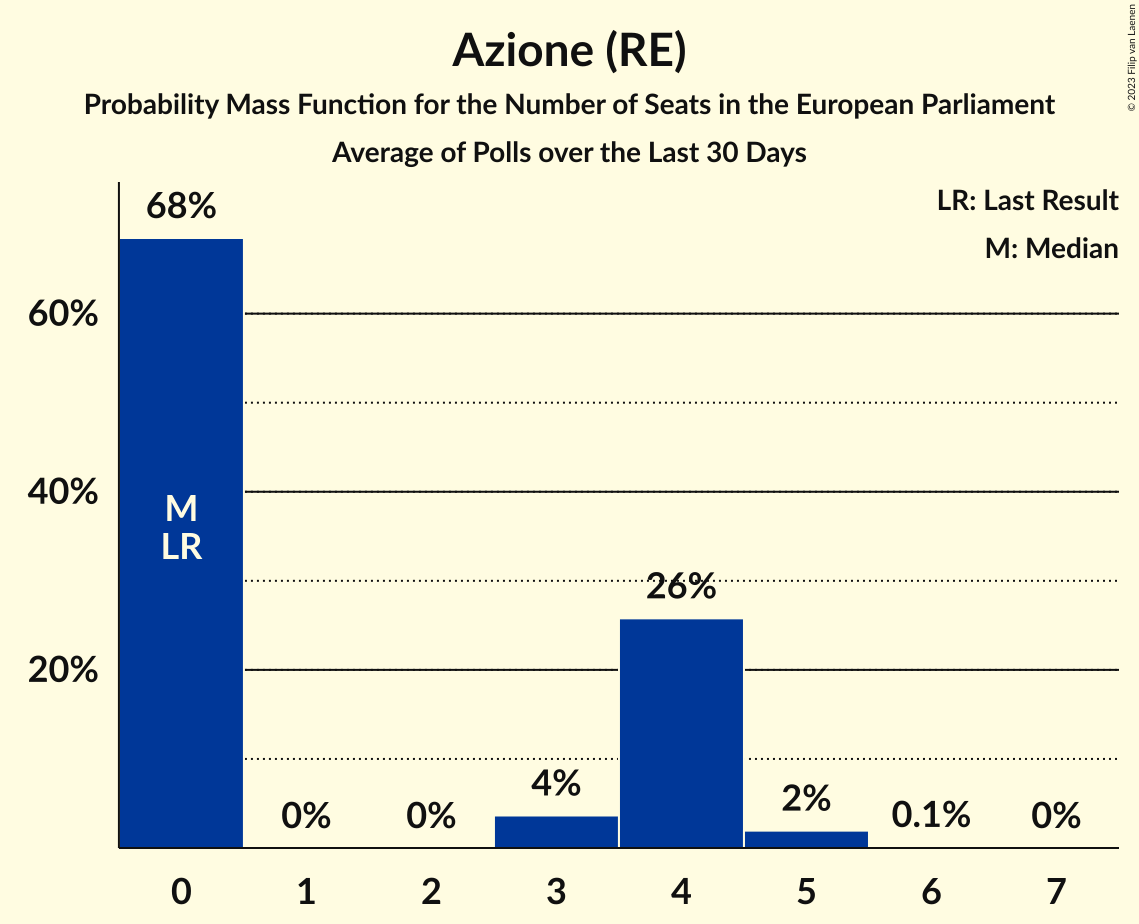 Azione (RE)
Probability Mass Function for the Number of Seats in the European Parliament
Average of Polls over the Last 30 Days
© 2023 Filip van Laenen
LR: Last Result
M: Median
68%
60%
40%
20%
M
LR
0%
0%
4%
26%
2%
0.1%
0%
0 1 2 3 4 5 6 7